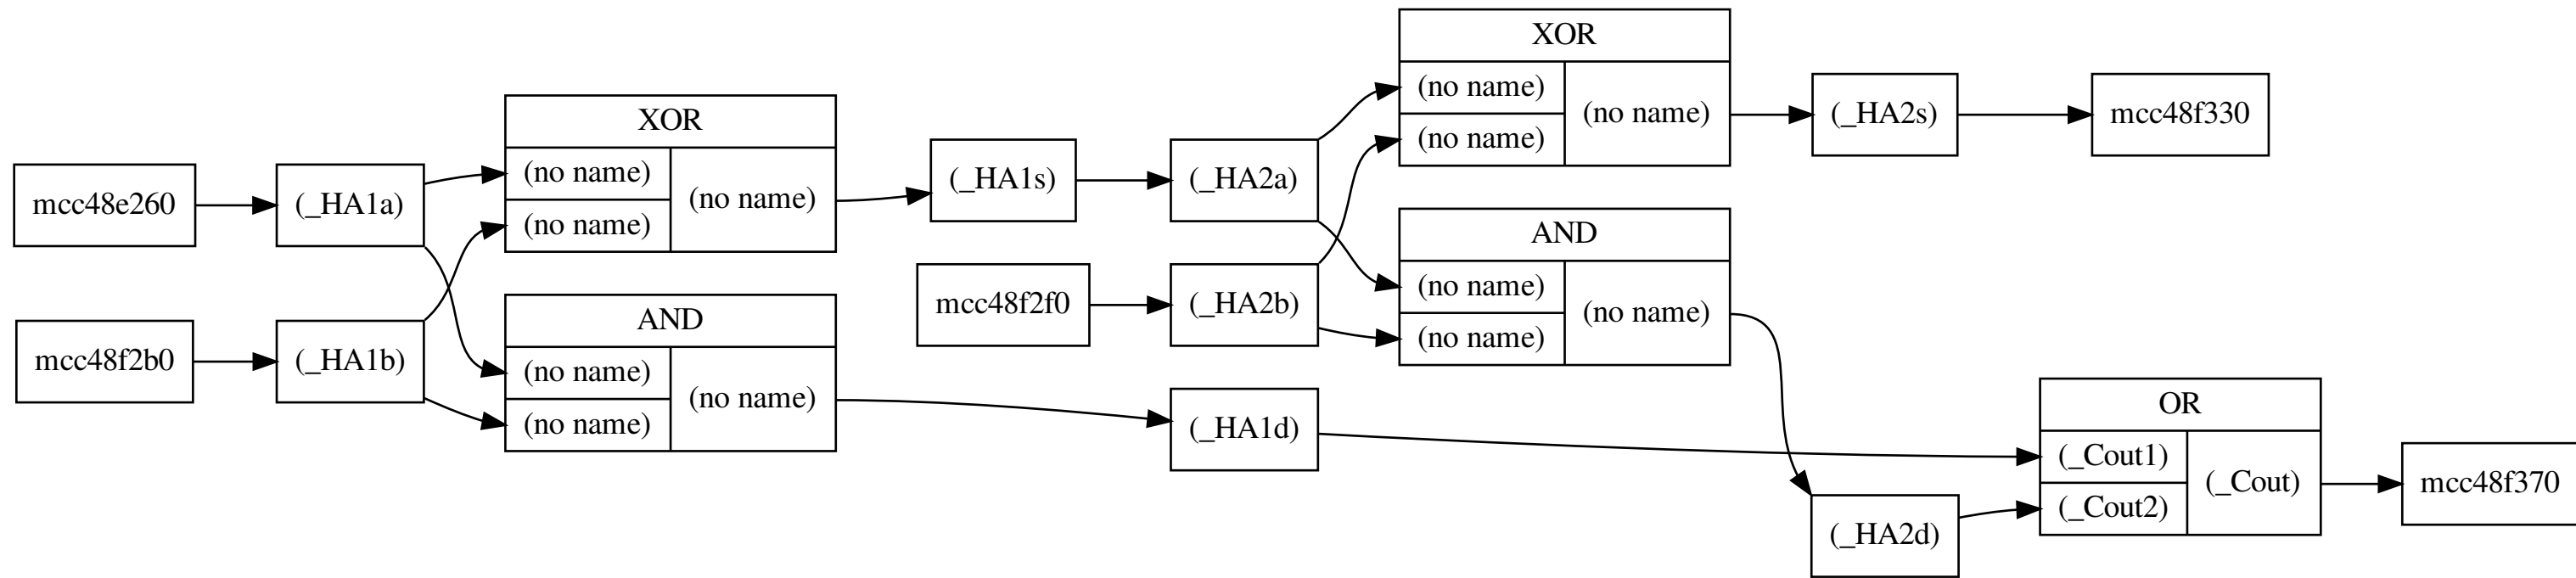 mcc48e260
(_HA1a)
mcc48f2b0
(_HA1b)
XOR
(no name)
(no name)
(no name)
AND
(no name)
(no name)
(no name)
(_HA1s)
mcc48f2f0
(_HA2a)
(_HA2b)
(_HA1d)
XOR
(no name)
(no name)
(no name)
AND
(no name)
(no name)
(no name)
(_HA2s)
mcc48f330
(_HA2d)
OR
(_Cout1)
(_Cout2)
(_Cout)
mcc48f370